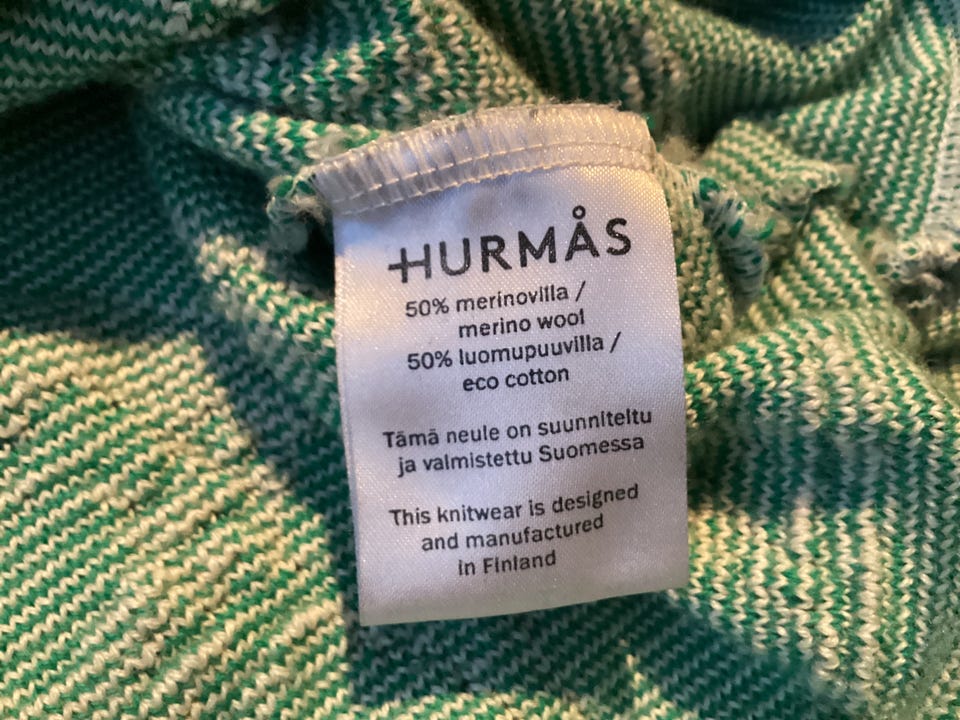 HURMÅS
50% merinovilla /
merino wool
50% luomupuuvilla /
eco cotton
Tämä neule on suunniteltu
ja valmistettu Suomessa
This knitwear is designed
and manufactured
in Finland